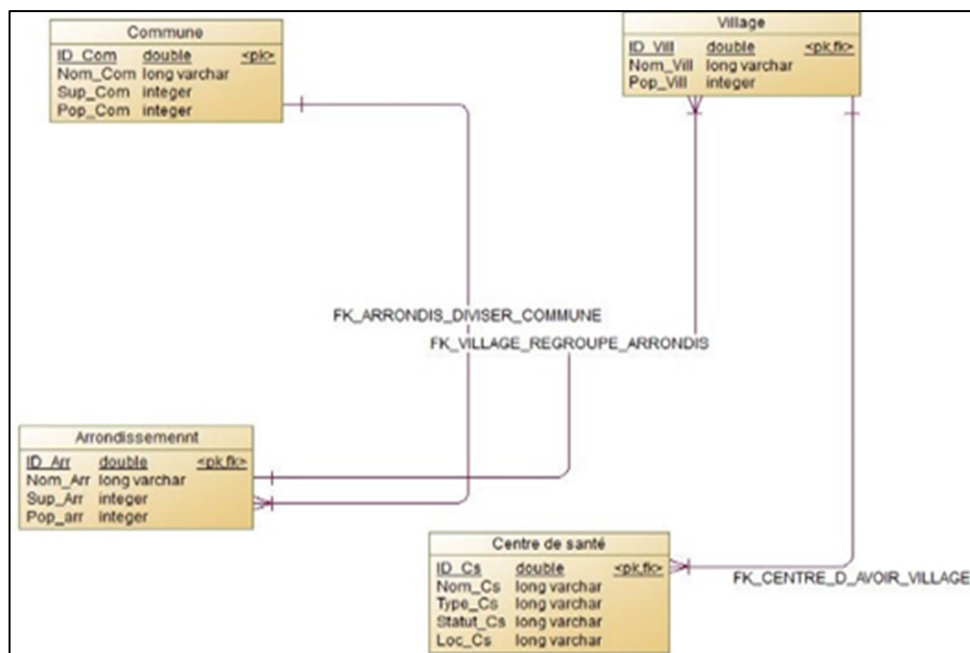 Commune
ID_Com double <pk>
Nom_Com long varchar
Sup_Com integer
Pop_Com integer
Village
ID_Vill double <pk,fk>
Nom_Vill long varchar
Pop_Vill integer
FK_ARRONDIS_DIVISER_COMMUNE
FK_VILLAGE_REGROUPE_ARRONDIS
Arrondissemennt
ID_Arr double <pk,fk>
Nom_Arr long varchar
Sup_Arr integer
Pop_arr integer
Centre de santé
ID_Cs double <pk,fk>
Nom_Cs long varchar
Type_Cs long varchar
Statut_Cs long varchar
Loc_Cs long varchar
FK_CENTRE_D_AVOIR_VILLAGE